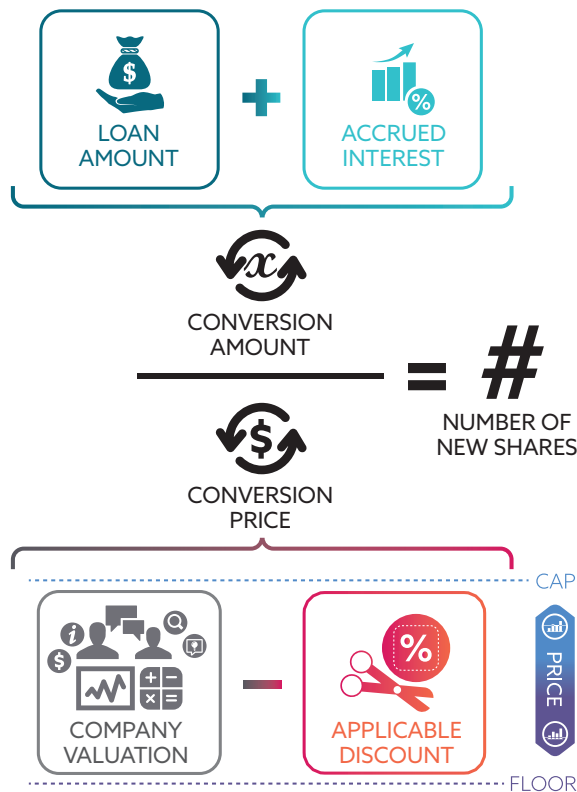 $
+
%
LOAN
AMOUNT
ACCRUED
INTEREST
x
CONVERSION
AMOUNT
=
#
NUMBER OF
NEW SHARES
$
CONVERSION
PRICE
CAP
i
$
%
PRICE
-
COMPANY
VALUATION
APPLICABLE
DISCOUNT
FLOOR